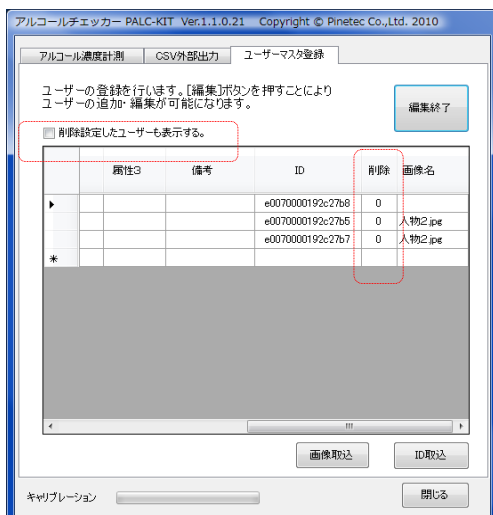 アルコールチェッカー PALC-KIT Ver.1.1.0.21 Copyright © Pinetec Co.,Ltd. 2010
アルコール濃度計測 CSV外部出力 ユーザーマスタ登録
ユーザーの登録を行います。[編集]ボタンを押すことにより
ユーザーの追加・編集が可能になります。
編集終了
削除設定したユーザーも表示する。
属性3 備考 ID 削除 画像名
e0070000192c27b8 0
e0070000192c27b5 0 人物2.jpg
e0070000192c27b7 0 人物2.jpg
画像取込 ID取込
キャリブレーション 閉じる